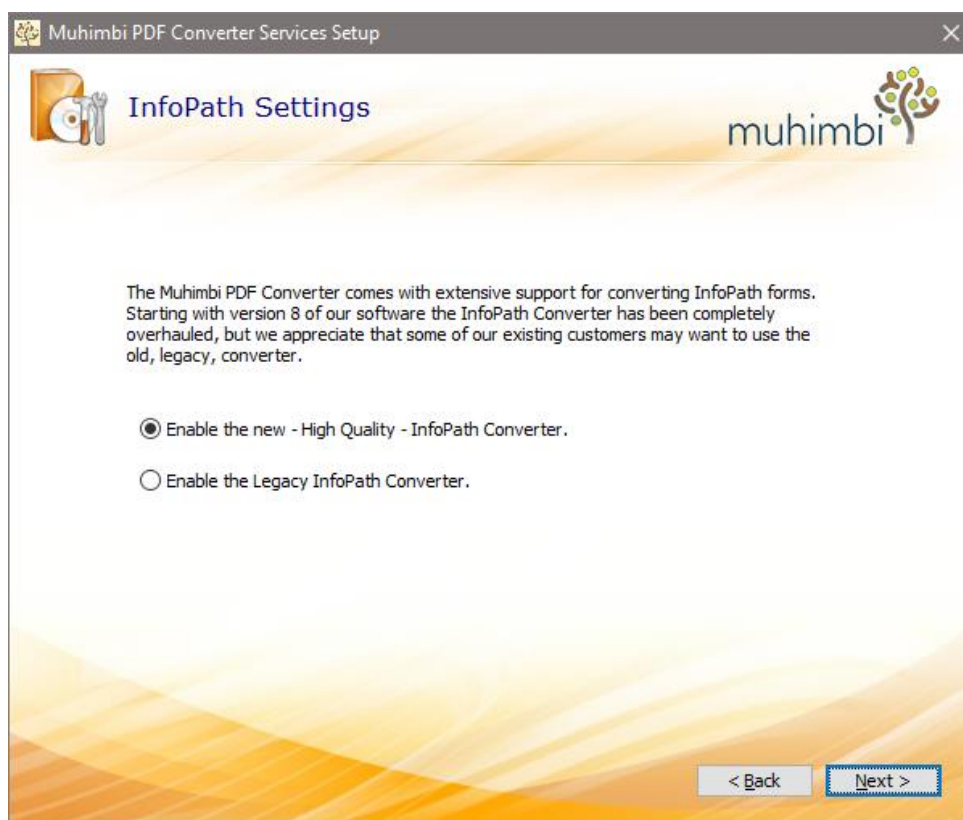 Muhimbi PDF Converter Services Setup
InfoPath Settings
muhimbi
The Muhimbi PDF Converter comes with extensive support for converting InfoPath forms.
Starting with version 8 of our software the InfoPath Converter has been completely
overhauled, but we appreciate that some of our existing customers may want to use the
old, legacy, converter.
Enable the new - High Quality - InfoPath Converter.
Enable the Legacy InfoPath Converter.
< Back
Next >